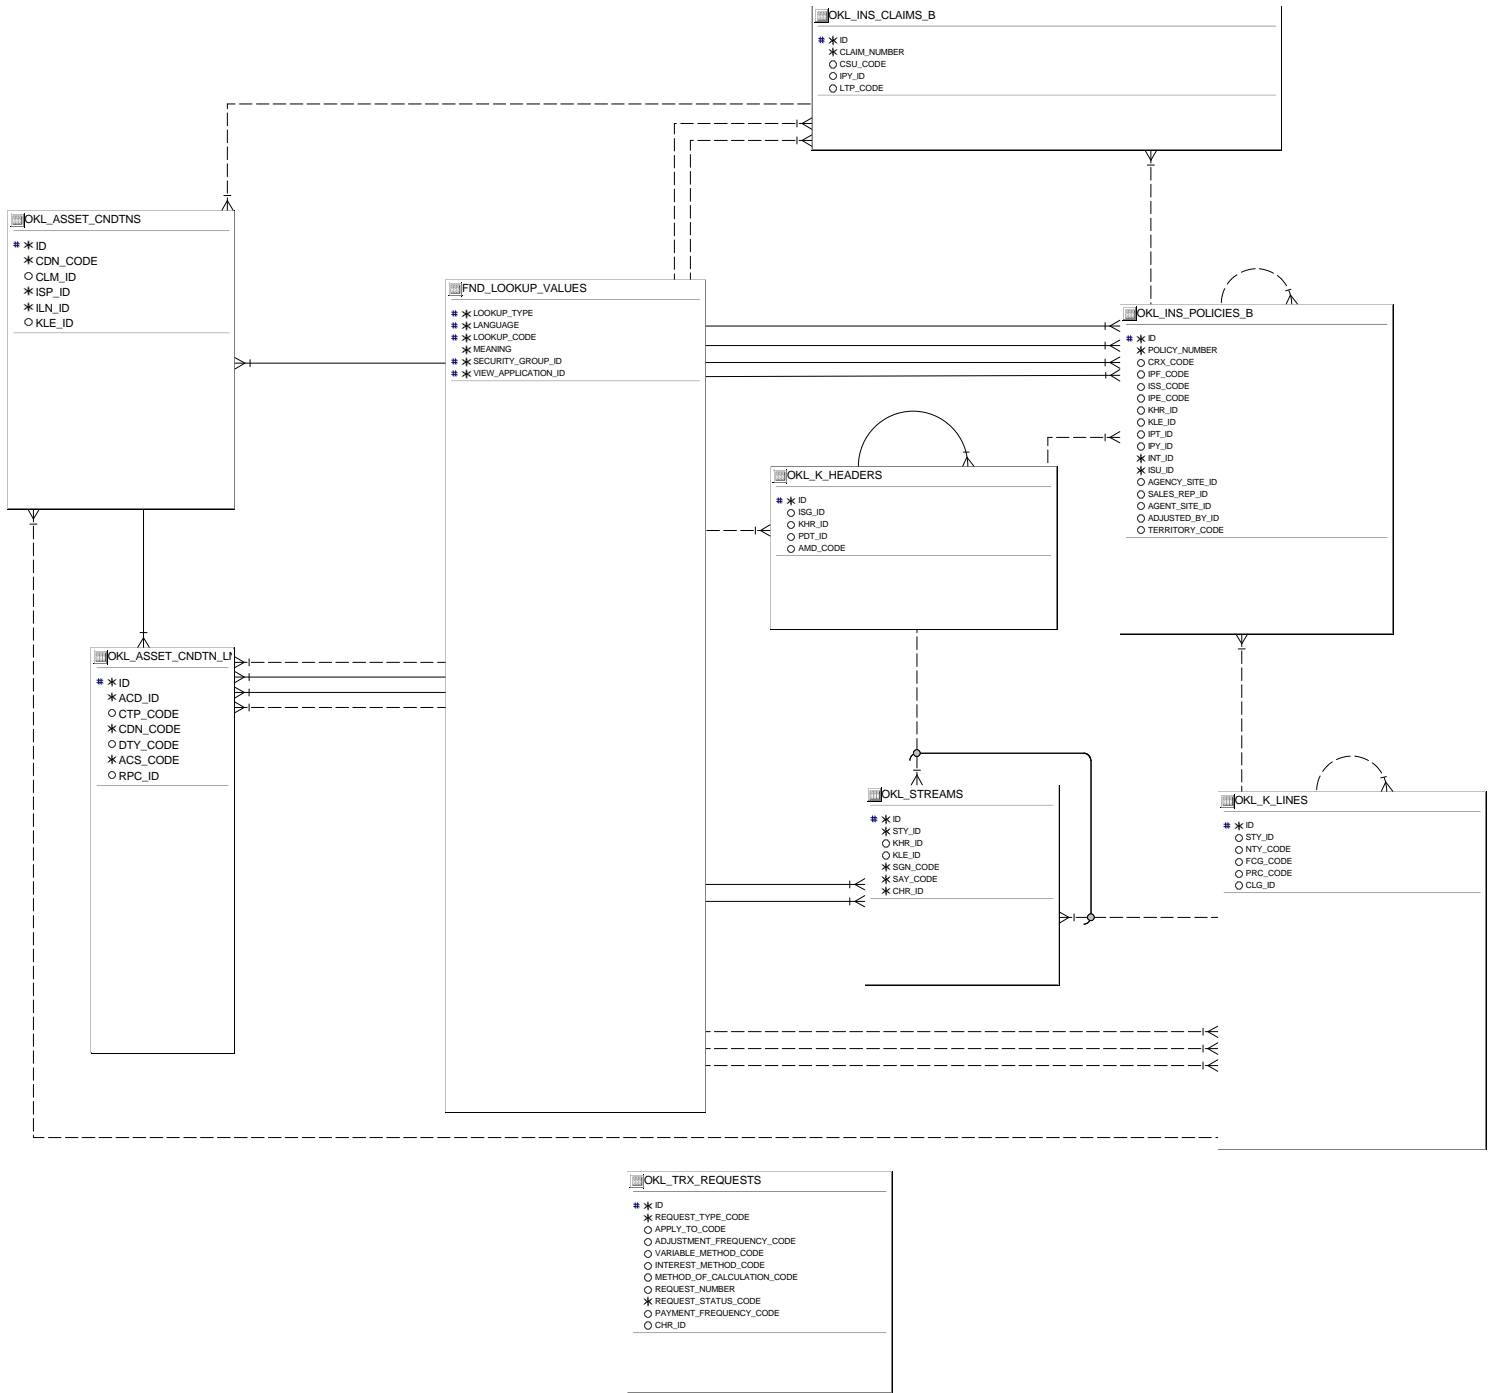 OKL_INS_CLAIMS_B
# * ID
* CLAIM_NUMBER
O CSU_CODE
O IPY_ID
O LTP_CODE
OKL_ASSET_CNDTNS
# * ID
* CDN_CODE
O CLM_ID
* ISP_ID
* ILN_ID
O KLE_ID
FND_LOOKUP_VALUES
# * LOOKUP_TYPE
# * LANGUAGE
# * LOOKUP_CODE
* MEANING
# * SECURITY_GROUP_ID
# * VIEW_APPLICATION_ID
OKL_INS_POLICIES_B
# * ID
* POLICY_NUMBER
O CRX_CODE
O IPF_CODE
O ISS_CODE
O IPE_CODE
O KHR_ID
O KLE_ID
O IPT_ID
O IPY_ID
* INT_ID
* ISU_ID
O AGENCY_SITE_ID
O SALES_REP_ID
O AGENT_SITE_ID
O ADJUSTED_BY_ID
O TERRITORY_CODE
OKL_K_HEADERS
# * ID
O ISG_ID
O KHR_ID
O PDT_ID
O AMD_CODE
OKL_ASSET_CNDTN_LN
# * ID
* ACD_ID
O CTP_CODE
* CDN_CODE
O DTY_CODE
* ACS_CODE
O RPC_ID
OKL_STREAMS
# * ID
* STY_ID
O KHR_ID
O KLE_ID
* SGN_CODE
* SAY_CODE
* CHR_ID
OKL_K_LINES
# * ID
O STY_ID
O NTY_CODE
O FCG_CODE
O PRC_CODE
O CLG_ID
OKL_TRX_REQUESTS
# * ID
* REQUEST_TYPE_CODE
O APPLY_TO_CODE
O ADJUSTMENT_FREQUENCY_CODE
O VARIABLE_METHOD_CODE
O INTEREST_METHOD_CODE
O METHOD_OF_CALCULATION_CODE
O REQUEST_NUMBER
* REQUEST_STATUS_CODE
O PAYMENT_FREQUENCY_CODE
O CHR_ID